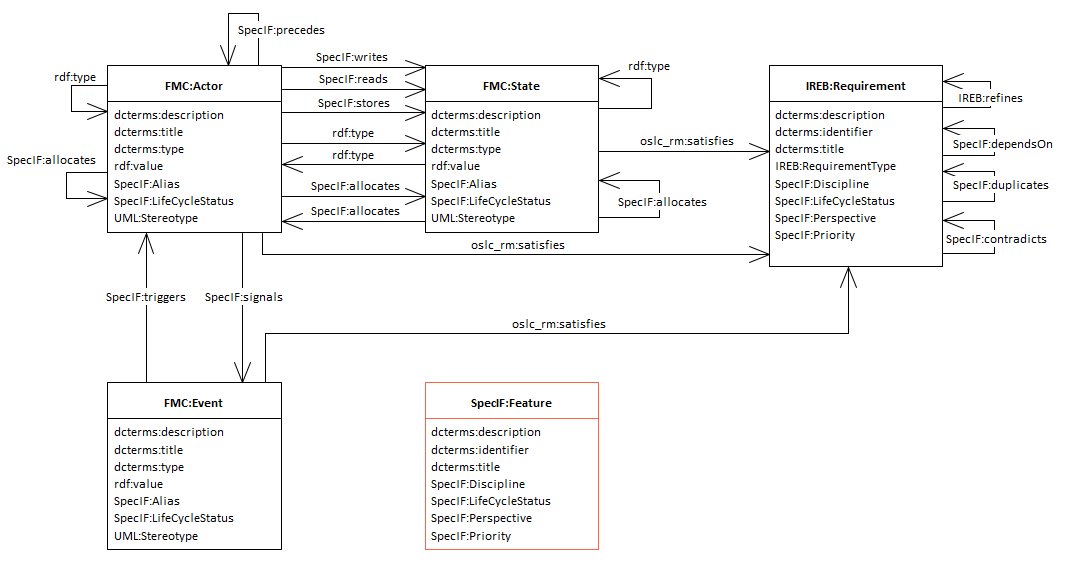 SpecIF:precedes
SpecIF:writes
rdf:type
rdf:type
SpecIF:reads
FMC:Actor
FMC:State
IREB:Requirement
IREB:refines
SpecIF:stores
dcterms:description
dcterms:title
dcterms:type
rdf:value
SpecIF:Alias
SpecIF:LifeCycleStatus
UML:Stereotype
rdf:type
rdf:type
SpecIF:allocates
SpecIF:allocates
SpecIF:allocates
dcterms:description
dcterms:title
dcterms:type
rdf:value
SpecIF:Alias
SpecIF:LifeCycleStatus
UML:Stereotype
oslc_rm:satisfies
SpecIF:allocates
oslc_rm:satisfies
dcterms:description
dcterms:identifier
dcterms:title
IREB:RequirementType
SpecIF:Discipline
SpecIF:LifeCycleStatus
SpecIF:Perspective
SpecIF:Priority
SpecIF:dependsOn
SpecIF:duplicates
SpecIF:contradicts
SpecIF:triggers
SpecIF:signals
oslc_rm:satisfies
FMC:Event
dcterms:description
dcterms:title
dcterms:type
rdf:value
SpecIF:Alias
SpecIF:LifeCycleStatus
UML:Stereotype
SpecIF:Feature
dcterms:description
dcterms:identifier
dcterms:title
SpecIF:Discipline
SpecIF:LifeCycleStatus
SpecIF:Perspective
SpecIF:Priority